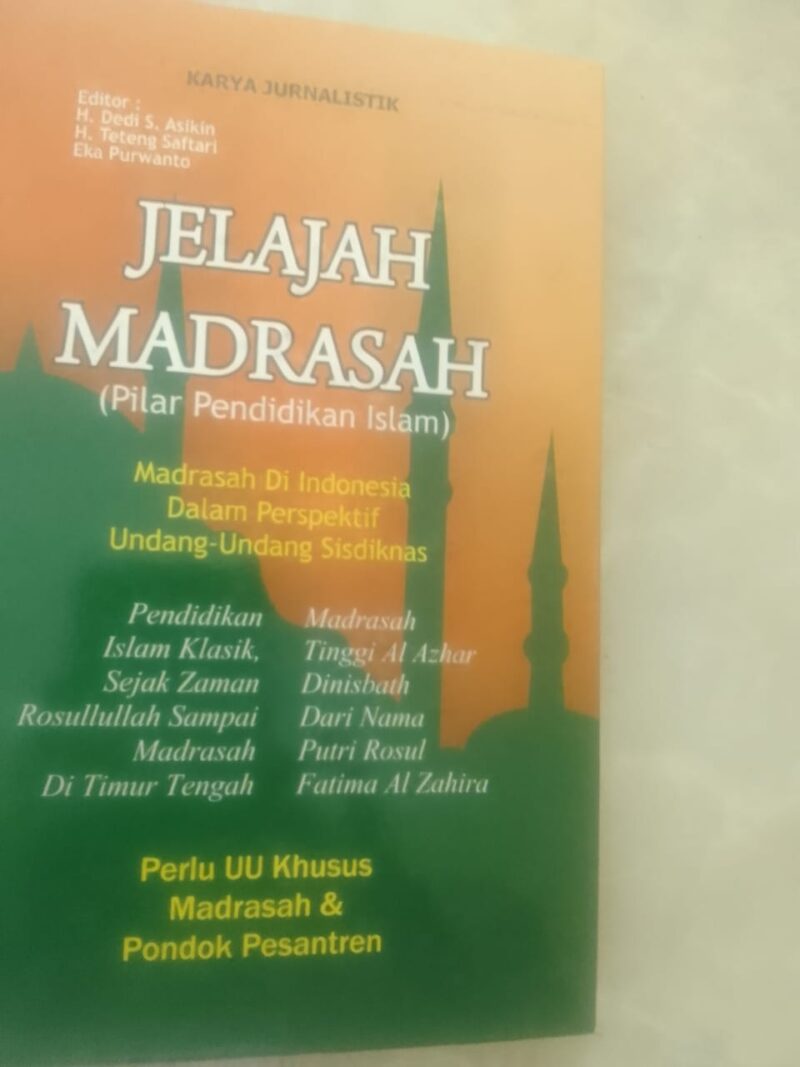 KARYA JURNALISTIK
Editor :
H. Dedi S. Asikin
H. Teteng Saftari
Eka Purwanto
JELAJAH
MADRASAH
(Pilar Pendidikan Islam)
Madrasah Di Indonesia
Dalam Perspektif
Undang-Undang Sisdiknas
Pendidikan
Islam Klasik,
Sejak Zaman
Rosullullah Sampai
Madrasah
Di Timur Tengah
Madrasah
Tinggi Al Azhar
Dinisbath
Dari Nama
Putri Rosul
Fatima Al Zahira
Perlu UU Khusus
Madrasah &
Pondok Pesantren